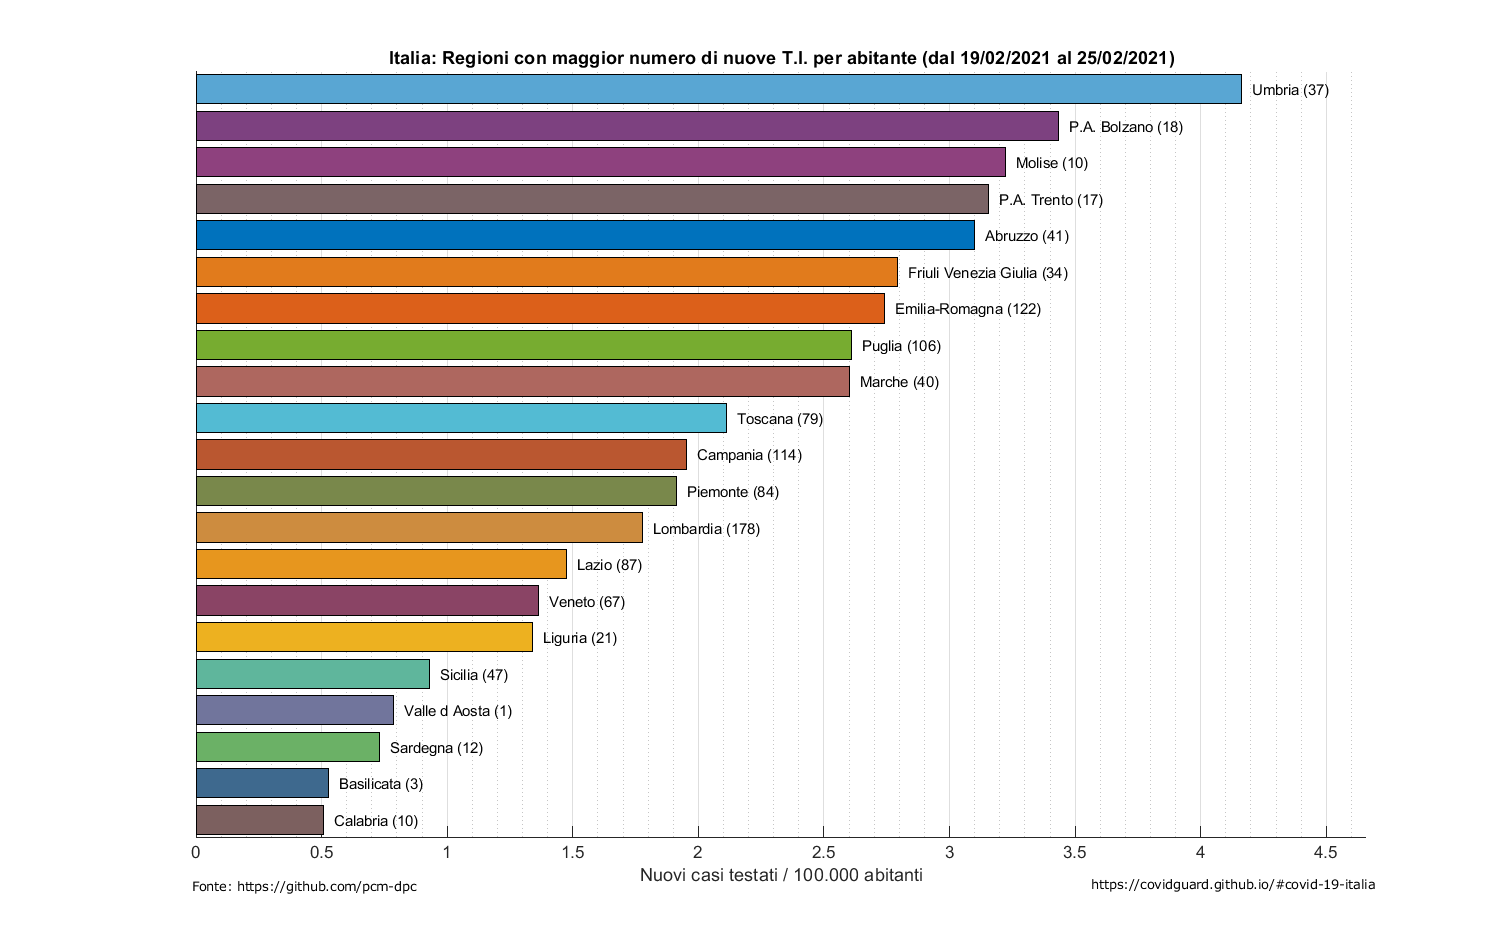 Italia: Regioni con maggior numero di nuove T.I. per abitante (dal 19/02/2021 al 25/02/2021)
Umbria (37)
P.A. Bolzano (18)
Molise (10)
P.A. Trento (17)
Abruzzo (41)
Friuli Venezia Giulia (34)
Emilia-Romagna (122)
Puglia (106)
Marche (40)
Toscana (79)
Campania (114)
Piemonte (84)
Lombardia (178)
Lazio (87)
Veneto (67)
Liguria (21)
Sicilia (47)
Valle d Aosta (1)
Sardegna (12)
Basilicata (3)
Calabria (10)
0 0.5 1 1.5 2 2.5 3 3.5 4 4.5
Nuovi casi testati / 100.000 abitanti
Fonte: https://github.com/pcm-dpc
https://covidguard.github.io/#covid-19-italia